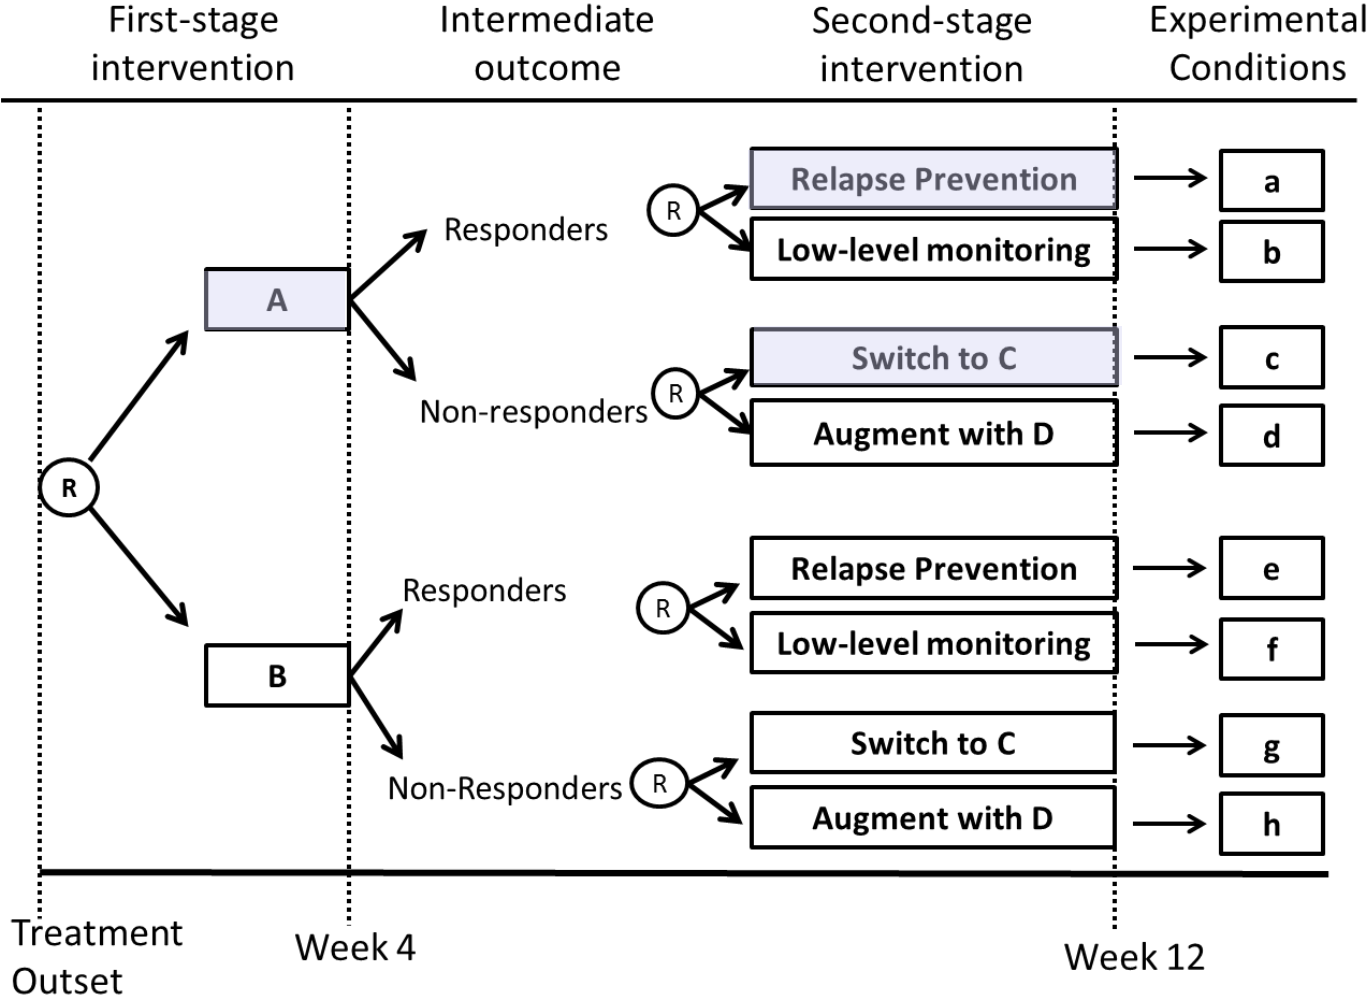 First-stage
intervention
Intermediate
outcome
Second-stage
intervention
Experimental
Conditions
R
A
B
Responders
Non-responders
Responders
Non-Responders
R
R
R
R
Relapse Prevention
Low-level monitoring
Switch to C
Augment with D
Relapse Prevention
Low-level monitoring
Switch to C
Augment with D
a
b
c
d
e
f
g
h
Treatment
Outset
Week 4
Week 12